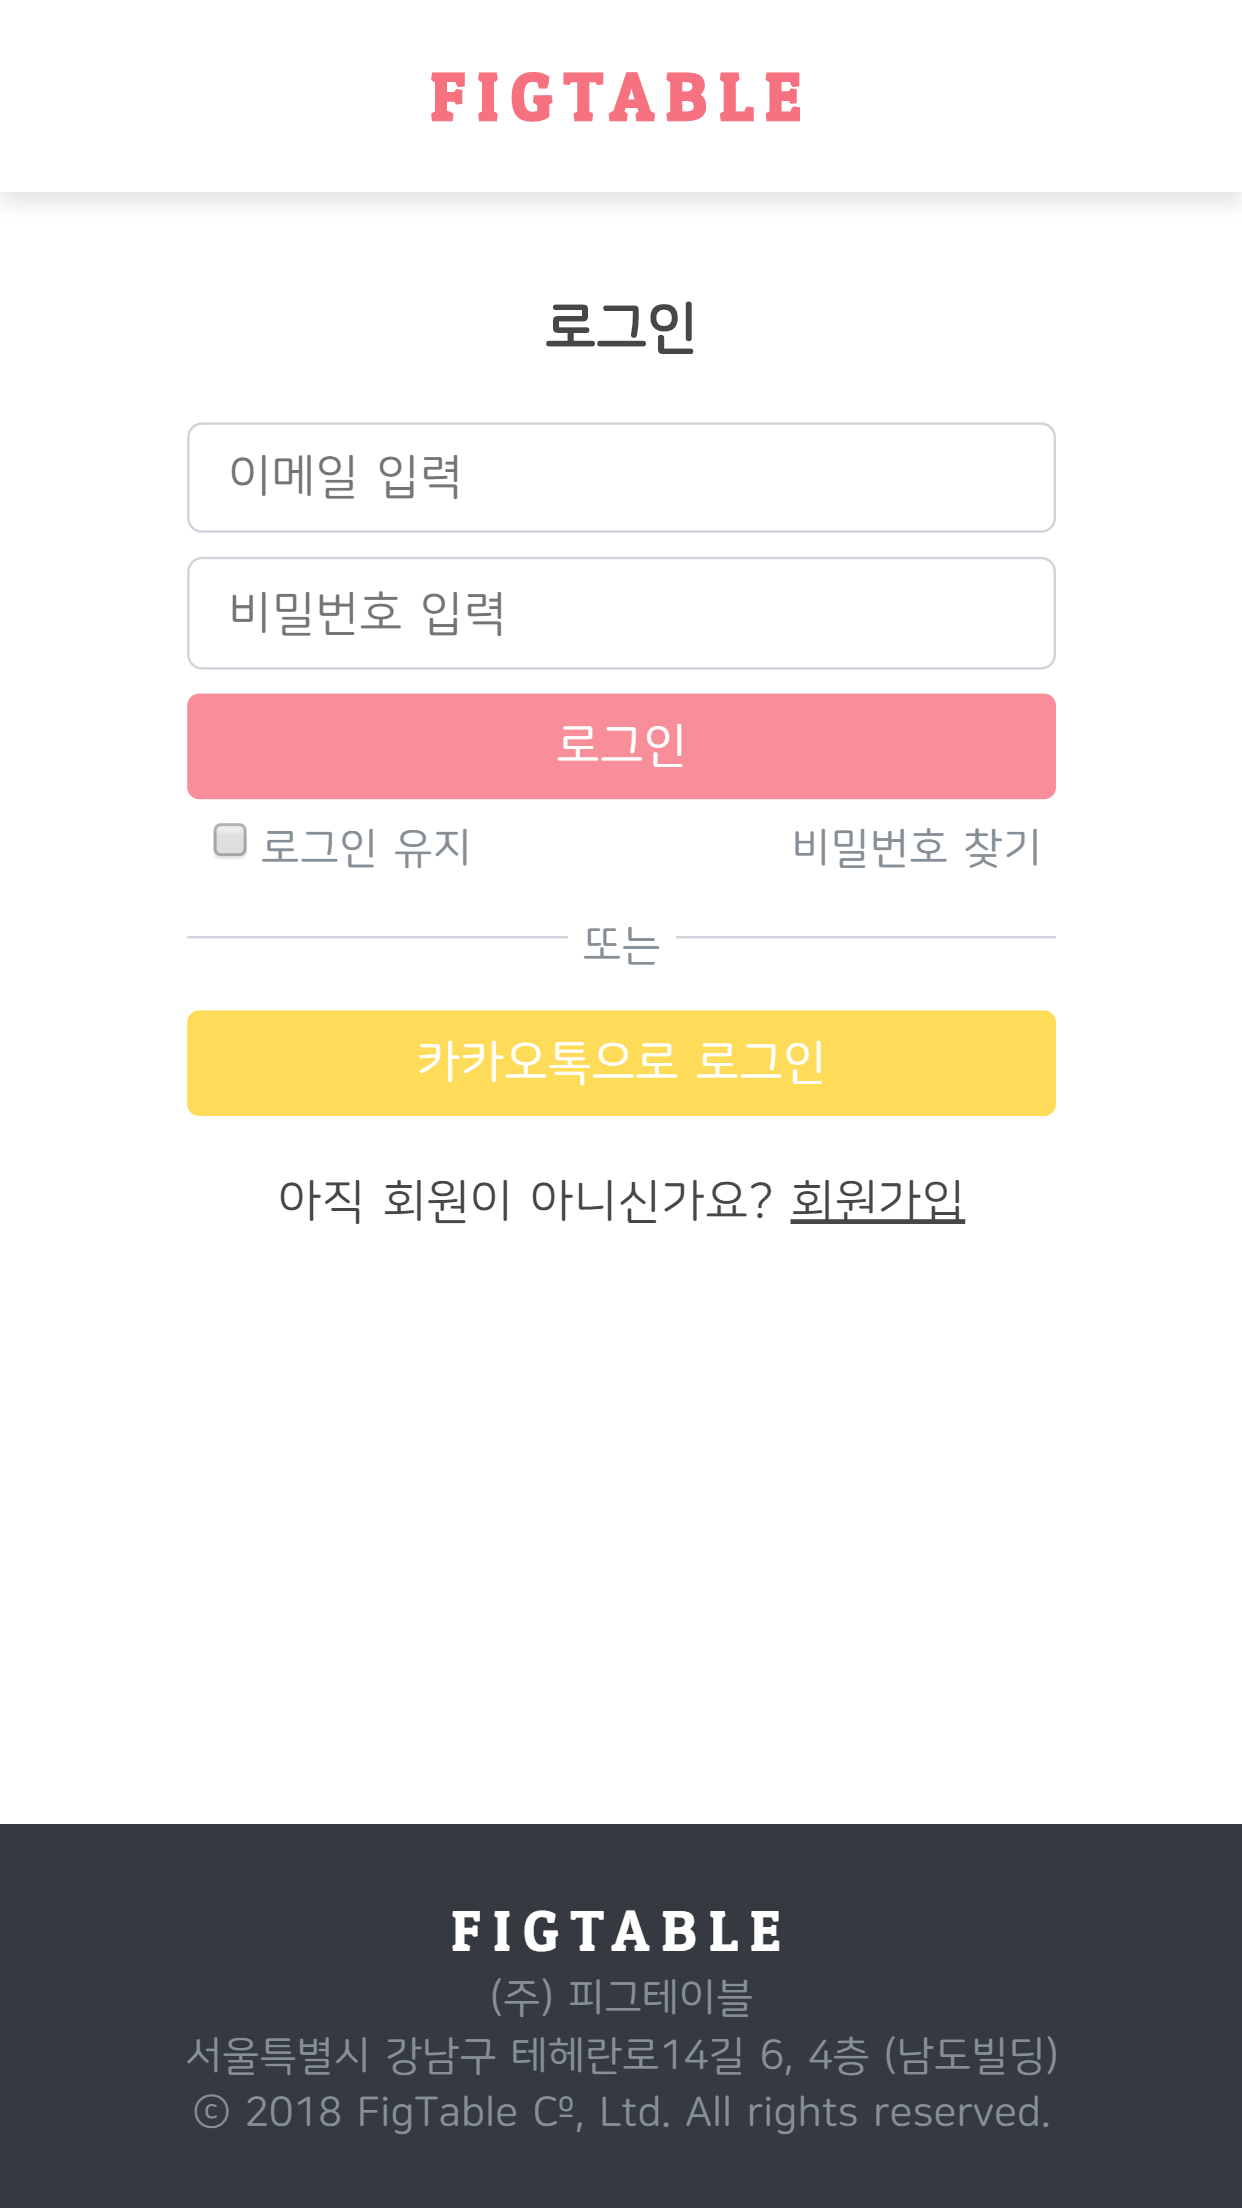 FIGTABLE
로그인
이메일 입력
비밀번호 입력
로그인
로그인 유지 비밀번호 찾기
또는
카카오톡으로 로그인
아직 회원이 아니신가요? 회원가입
FIGTABLE
(주) 피그테이블
서울특별시 강남구 테헤란로14길 6, 4층 (남도빌딩)
ⓒ 2018 FigTable Cº, Ltd. All rights reserved.